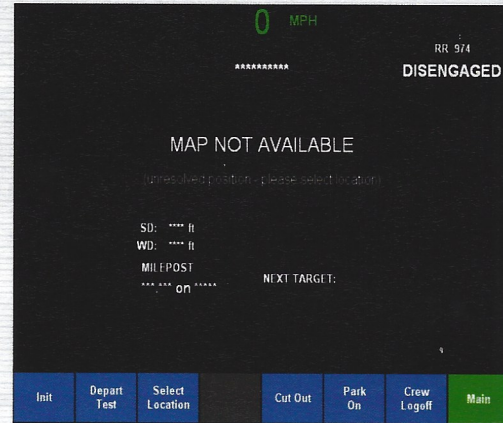 0 MPH
:
RR 974
**********
DISENGAGED
MAP NOT AVAILABLE
(unresolved position - please select location)
SD: **** ft
WD: **** ft
MILEPOST
NEXT TARGET:
***.*** on *****
Init
Depart
Test
Select
Location
Cut Out
Park
On
Crew
Logoff
Main